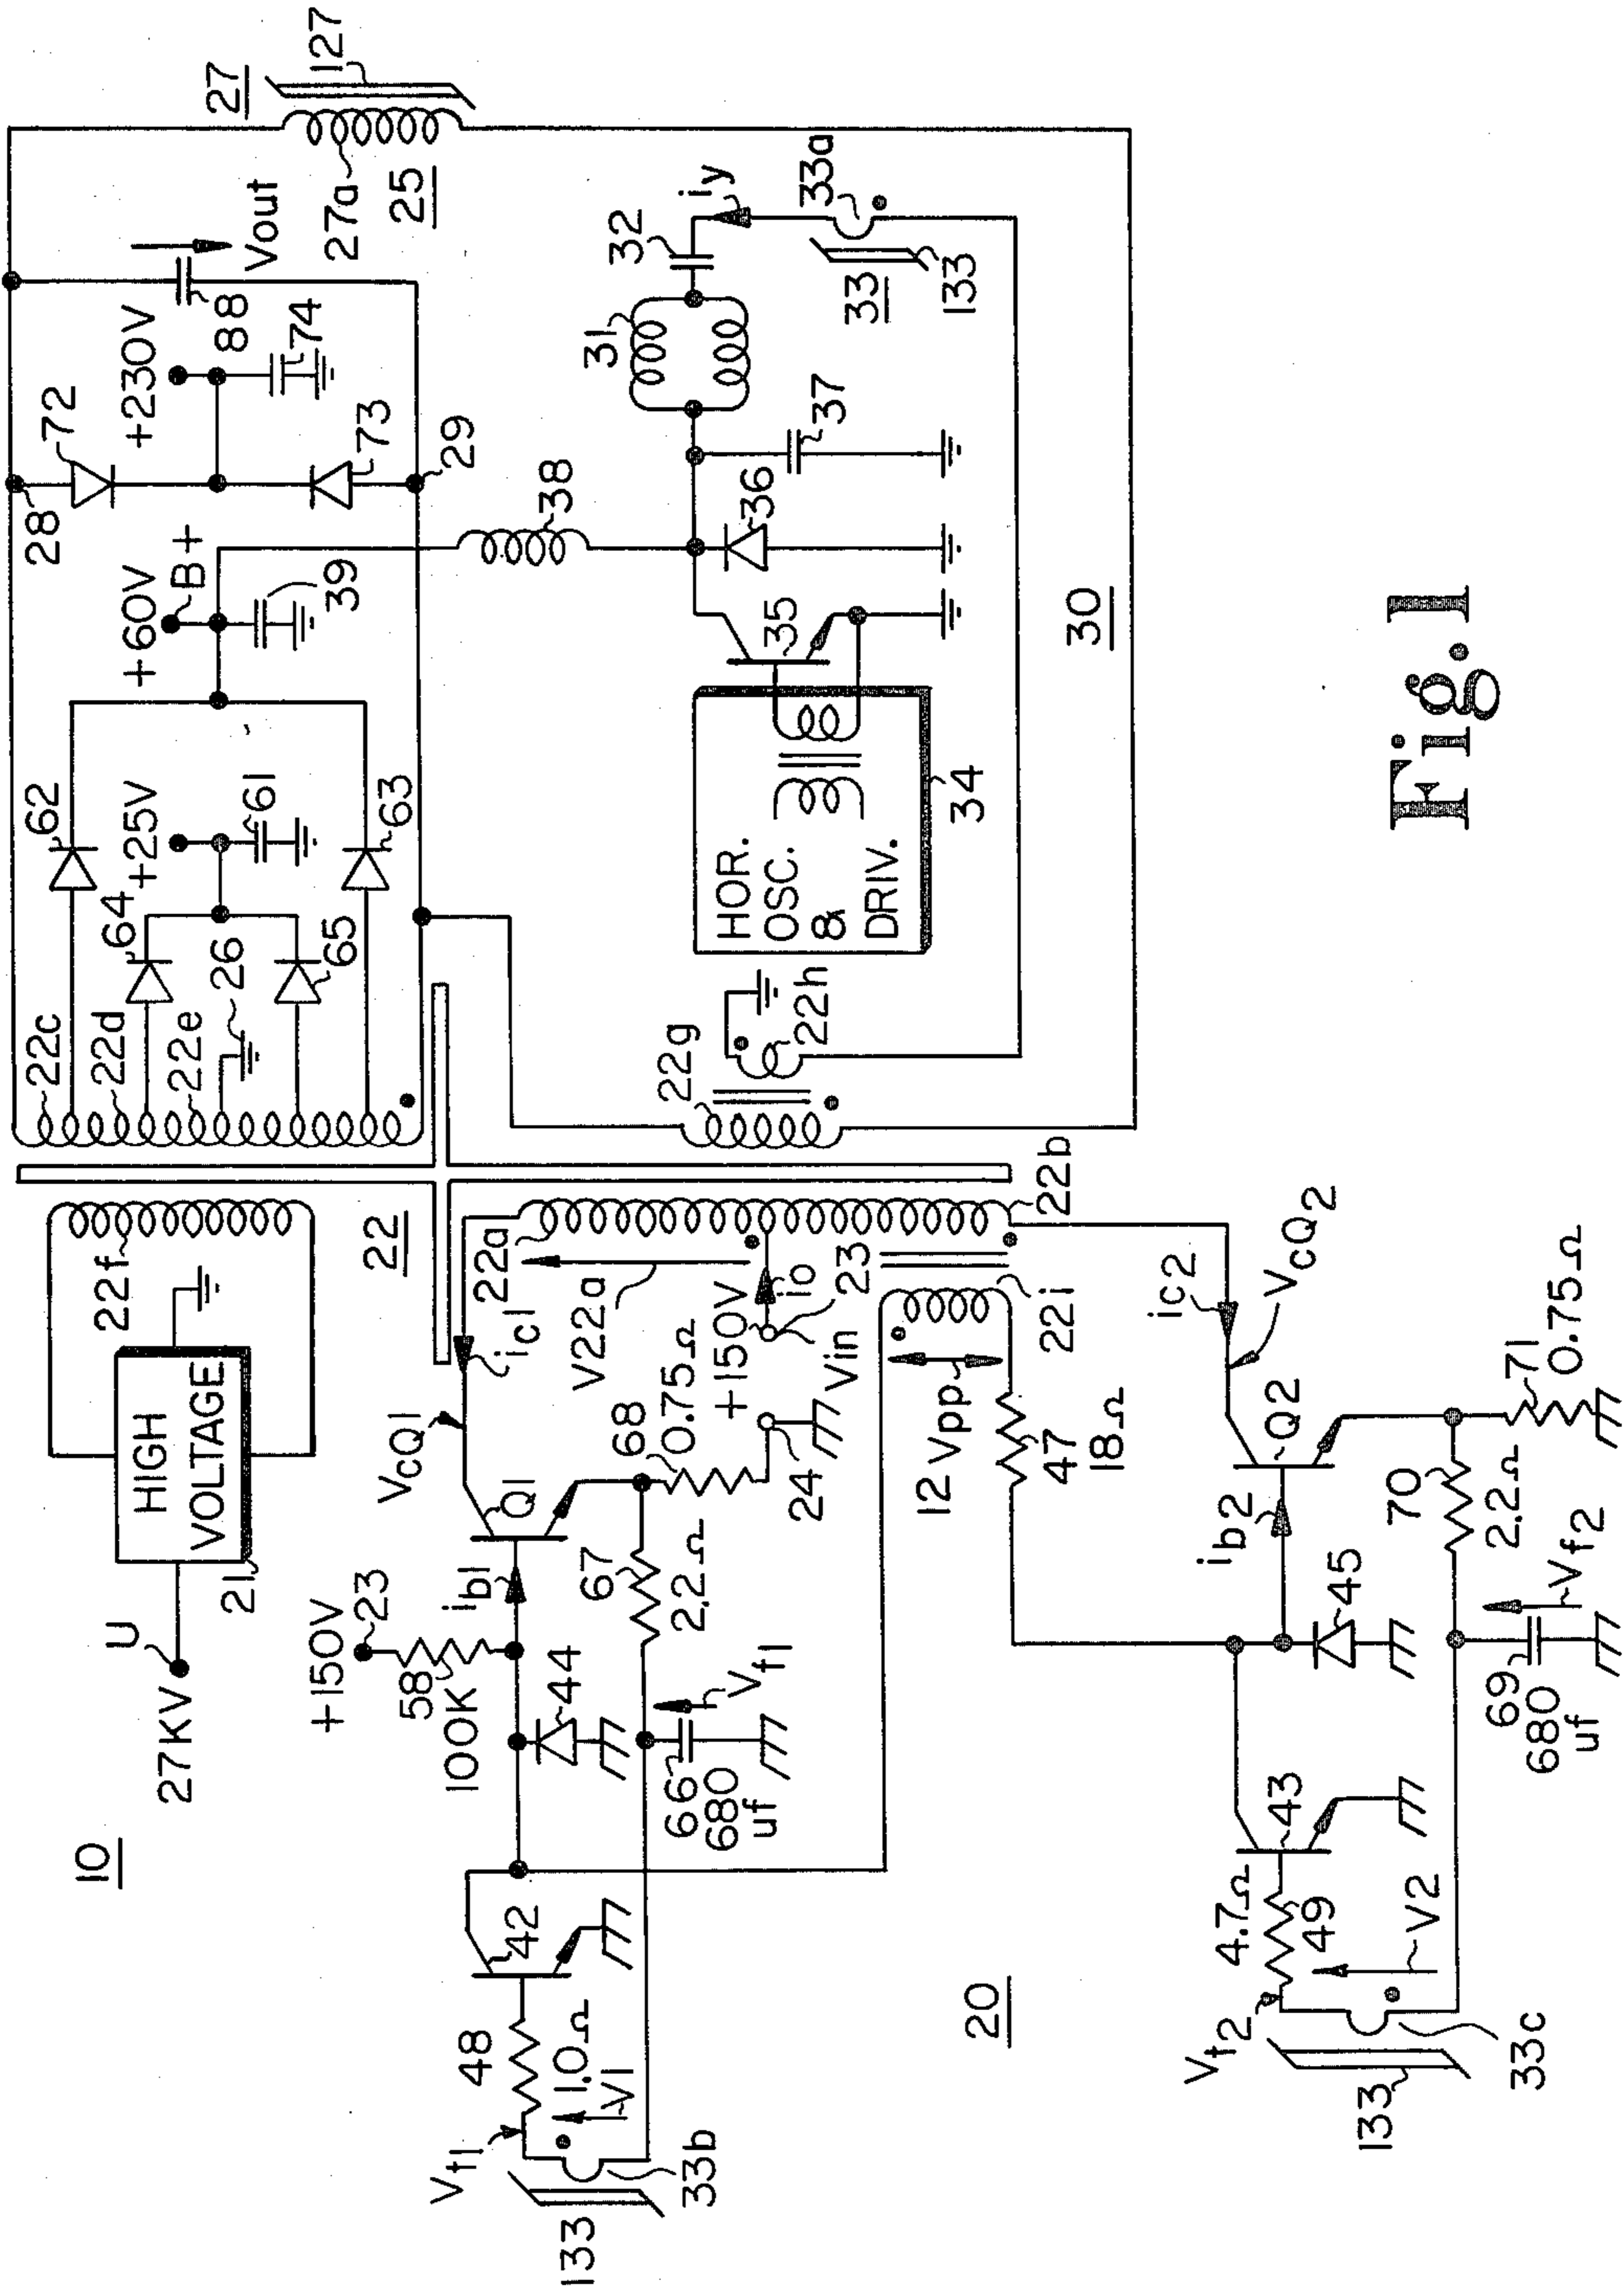 10
27KV
U
HIGH
VOLTAGE
21
22f
22
22c
22d
22e
26
64
65
62
63
+25V
61
+60V
B+
39
28
72
73
29
+230V
88
74
Vout
27
127
27a
25
+150V
23
58
100K
44
ib1
VcQ1
Q1
ic1
22a
V22a
67
2.2Ω
68
0.75Ω
+150V
io
23
Vin
24
66
680
uf
Vf1
42
48
1.0Ω
V1
Vt1
133
33b
22b
22i
12 Vpp
47
18Ω
22g
22h
HOR.
OSC.
&
DRIV.
34
35
36
37
38
31
32
iy
33a
33
133
30
20
ic2
VcQ2
Q2
ib2
45
70
2.2Ω
71
0.75Ω
69
680
uf
Vf2
43
4.7Ω
49
V2
Vt2
133
33c
Fig.1